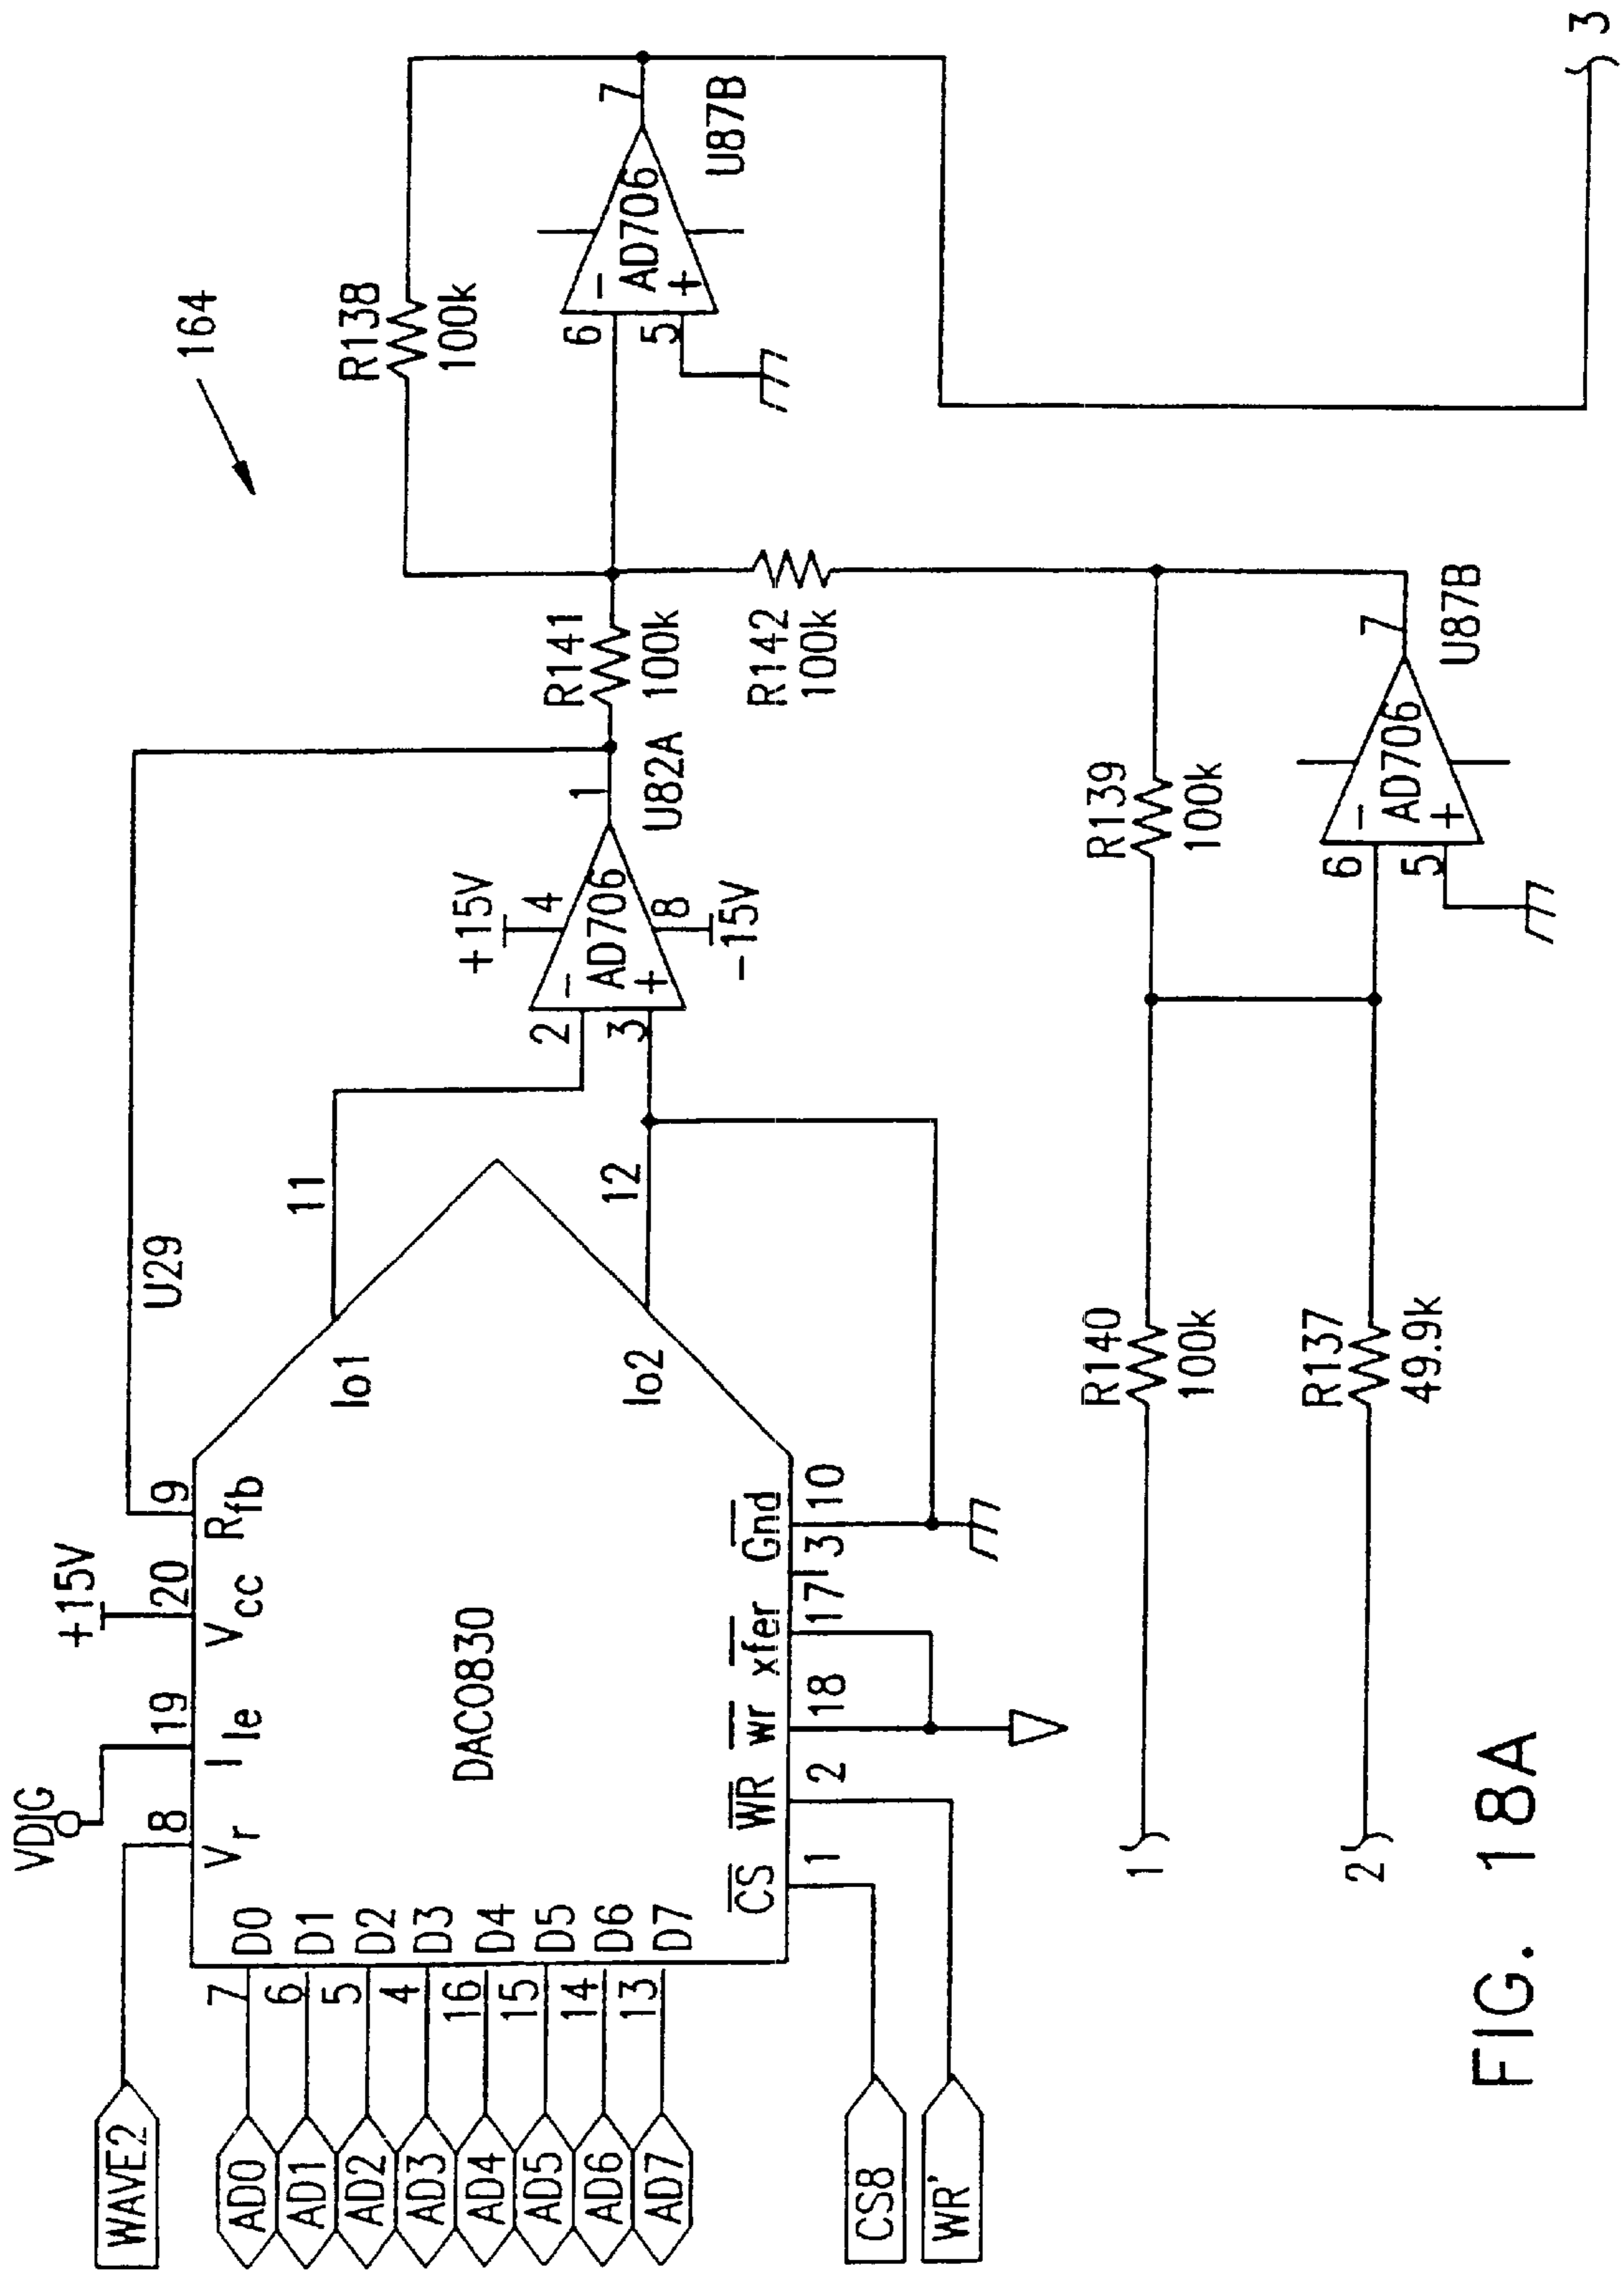 164
WAVE2
VDIG
+15V
8
19
20
9
U29
Vr
Ile
Vcc
Rfb
AD0 7 D0
AD1 6 D1
AD2 5 D2
AD3 4 D3
AD4 16 D4
AD5 15 D5
AD6 14 D6
AD7 13 D7
DAC0830
Io1
11
Io2
12
CS
WR
wr
xfer
Gnd
1
2
18
17
3
10
CS8
WR'
+15V
4
2
−
AD706
3
+
8
−15V
1
U82A
R141
100k
R138
100k
6
−
AD706
5
+
7
U87B
R142
100k
1
R140
100k
R139
100k
2
R137
49.9k
6
−
AD706
5
+
7
U87B
3
FIG. 18A